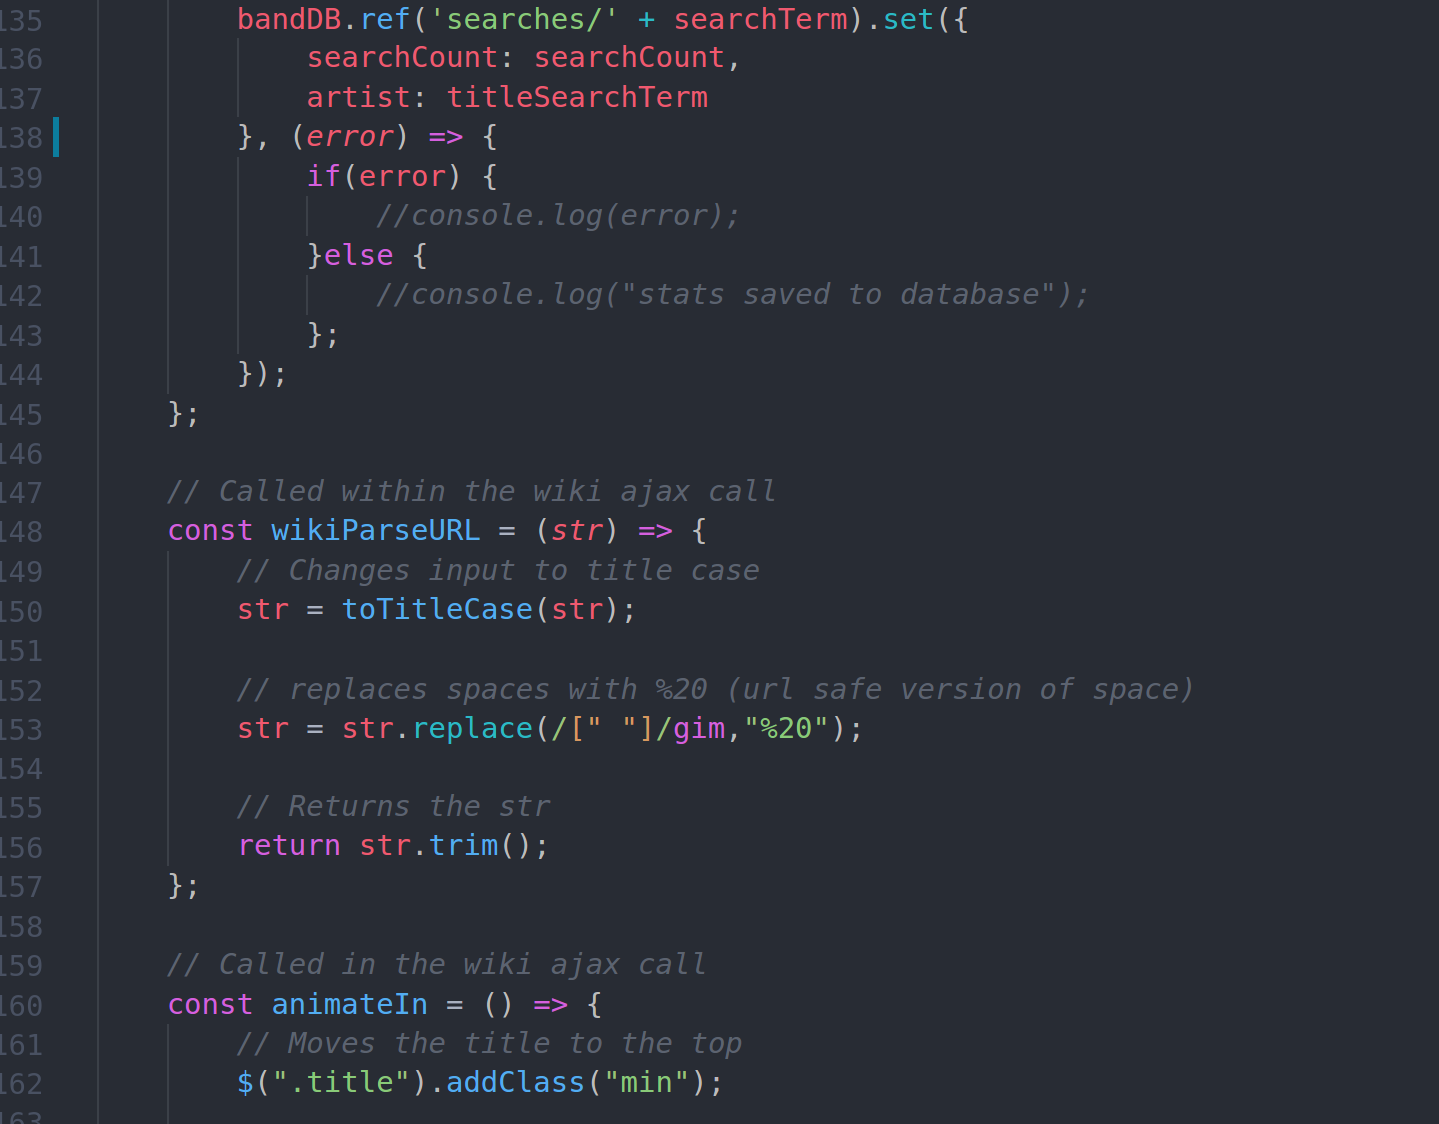 135 bandDB.ref('searches/' + searchTerm).set({
136 searchCount: searchCount,
137 artist: titleSearchTerm
138 }, (error) => {
139 if(error) {
140 //console.log(error);
141 }else {
142 //console.log("stats saved to database");
143 };
144 });
145 };
146
147 // Called within the wiki ajax call
148 const wikiParseURL = (str) => {
149 // Changes input to title case
150 str = toTitleCase(str);
151
152 // replaces spaces with %20 (url safe version of space)
153 str = str.replace(/[" "]/gim,"%20");
154
155 // Returns the str
156 return str.trim();
157 };
158
159 // Called in the wiki ajax call
160 const animateIn = () => {
161 // Moves the title to the top
162 $(".title").addClass("min");
163